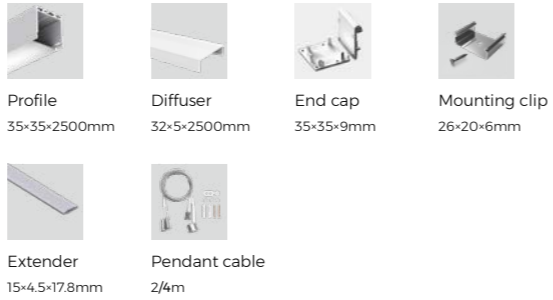 Profile
35×35×2500mm
Diffuser
32×5×2500mm
End cap
35×35×9mm
Mounting clip
26×20×6mm
Extender
15×4.5×17.8mm
Pendant cable
2/4m